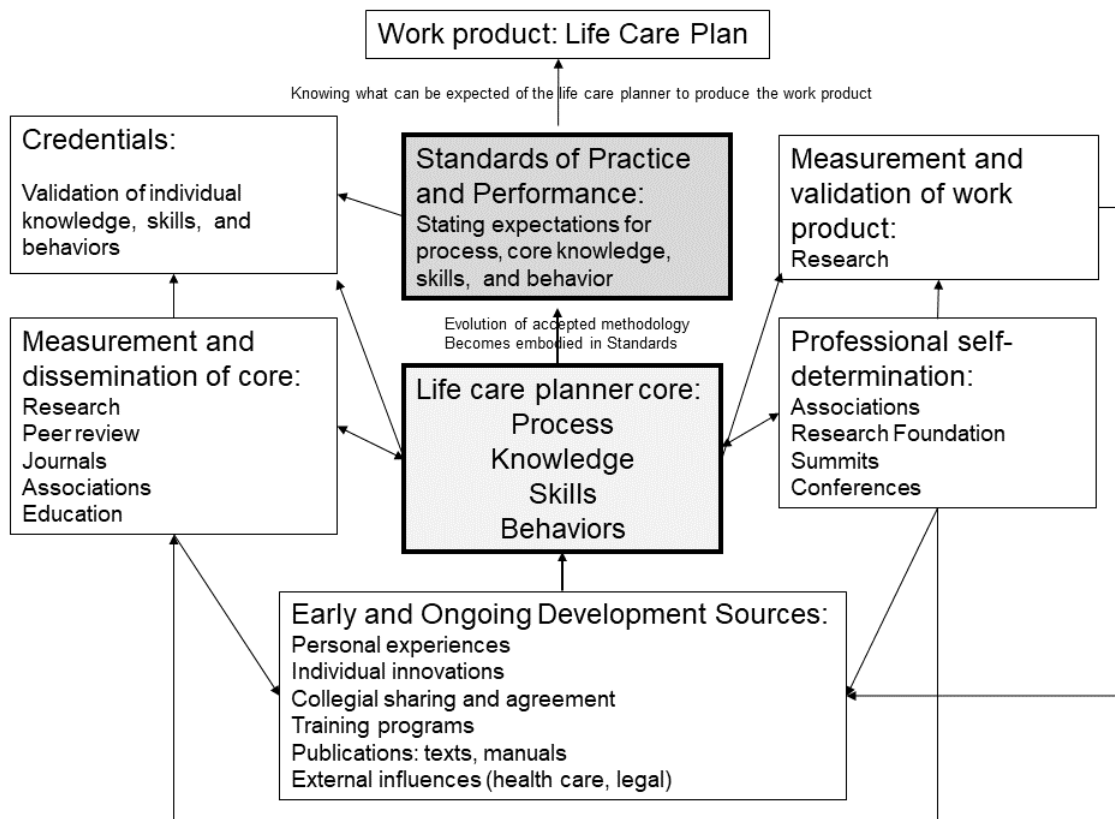 Work product: Life Care Plan
Knowing what can be expected of the life care planner to produce the work product
Credentials:
Validation of individual
knowledge, skills, and
behaviors
Standards of Practice
and Performance:
Stating expectations for
process, core knowledge,
skills, and behavior
Measurement and
validation of work
product:
Research
Evolution of accepted methodology
Becomes embodied in Standards
Measurement and
dissemination of core:
Research
Peer review
Journals
Associations
Education
Life care planner core:
Process
Knowledge
Skills
Behaviors
Professional self-
determination:
Associations
Research Foundation
Summits
Conferences
Early and Ongoing Development Sources:
Personal experiences
Individual innovations
Collegial sharing and agreement
Training programs
Publications: texts, manuals
External influences (health care, legal)